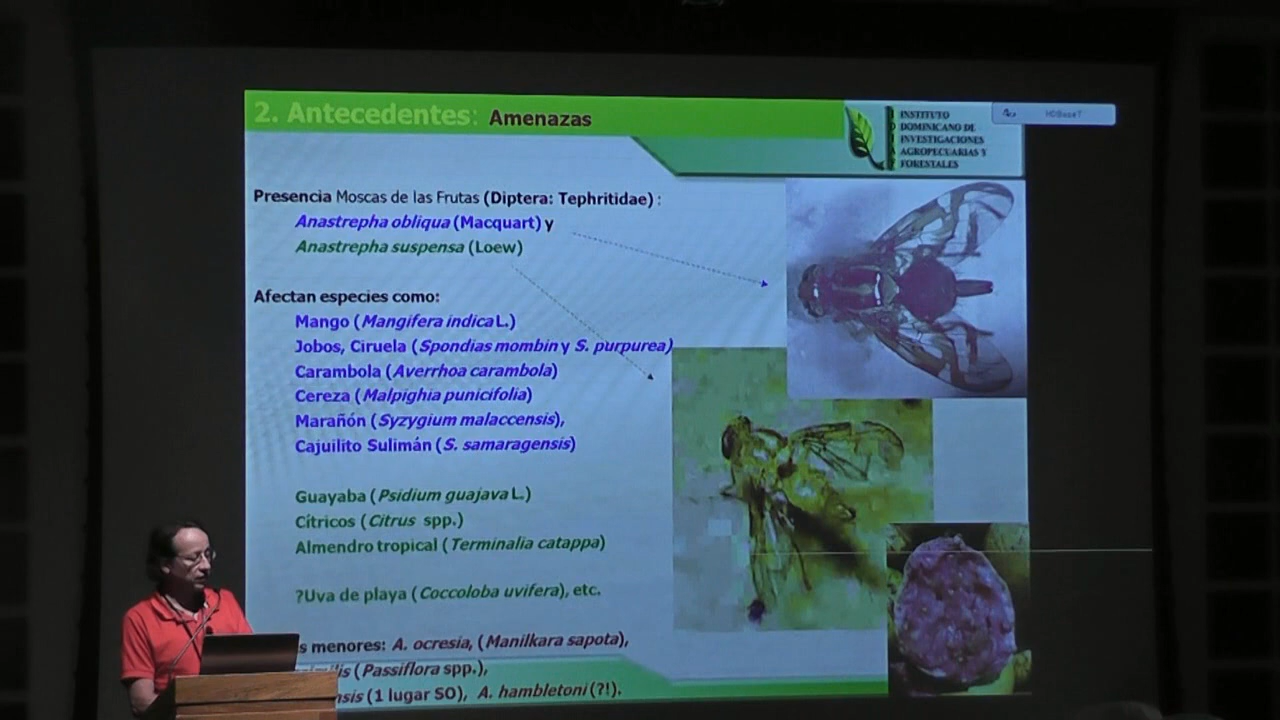 2. Antecedentes: Amenazas
INSTITUTO
DOMINICANO DE
INVESTIGACIONES
AGROPECUARIAS Y
FORESTALES
HDBaseT
Presencia Moscas de las Frutas (Diptera: Tephritidae) :
Anastrepha obliqua (Macquart) y
Anastrepha suspensa (Loew)
Afectan especies como:
Mango (Mangifera indica L.)
Jobos, Ciruela (Spondias mombin y S. purpurea)
Carambola (Averrhoa carambola)
Cereza (Malpighia punicifolia)
Marañón (Syzygium malaccensis),
Cajuilito Sulimán (S. samaragensis)
Guayaba (Psidium guajava L.)
Cítricos (Citrus spp.)
Almendro tropical (Terminalia catappa)
?Uva de playa (Coccoloba uvifera), etc.
s menores: A. ocresia, (Manilkara sapota),
(Passiflora spp.),
nsis (1 lugar SO), A. hambletoni (?!).